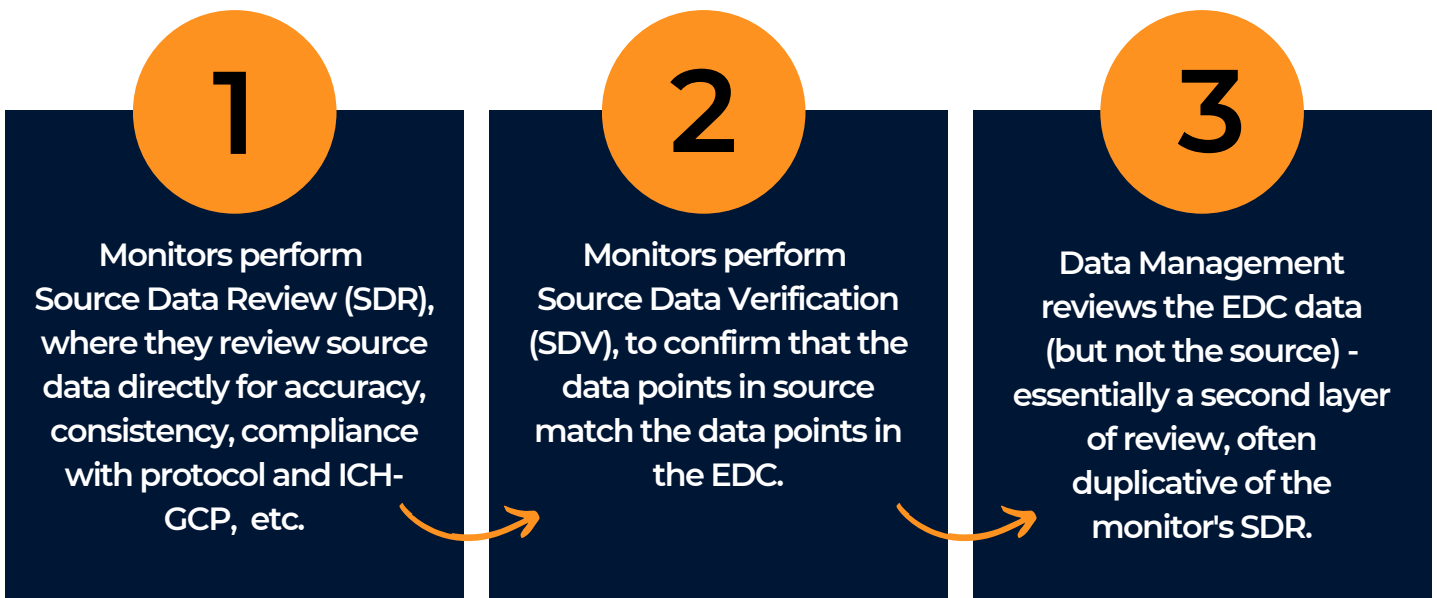 1
Monitors perform
Source Data Review (SDR),
where they review source
data directly for accuracy,
consistency, compliance
with protocol and ICH-
GCP, etc.
2
Monitors perform
Source Data Verification
(SDV), to confirm that the
data points in source
match the data points in
the EDC.
3
Data Management
reviews the EDC data
(but not the source) -
essentially a second layer
of review, often
duplicative of the
monitor's SDR.